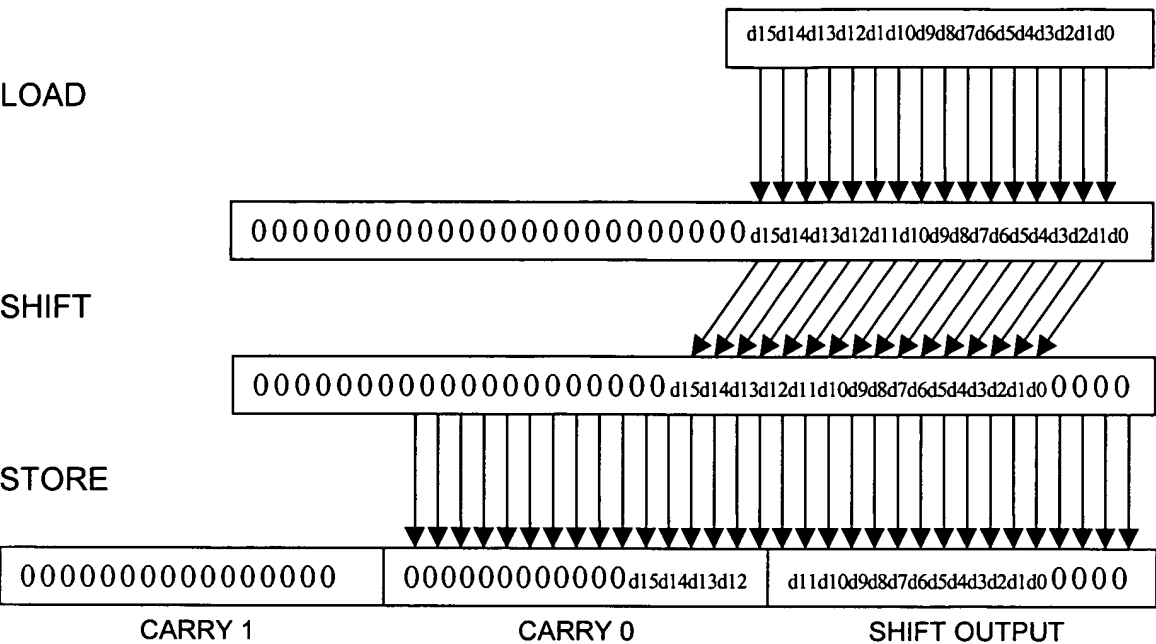 d15d14d13d12d1d10d9d8d7d6d5d4d3d2d1d0
LOAD
000000000000000000000000d15d14d13d12d11d10d9d8d7d6d5d4d3d2d1d0
SHIFT
00000000000000000000d15d14d13d12d11d10d9d8d7d6d5d4d3d2d1d00000
STORE
0000000000000000 000000000000d15d14d13d12 d11d10d9d8d7d6d5d4d3d2d1d00000
CARRY 1 CARRY 0 SHIFT OUTPUT